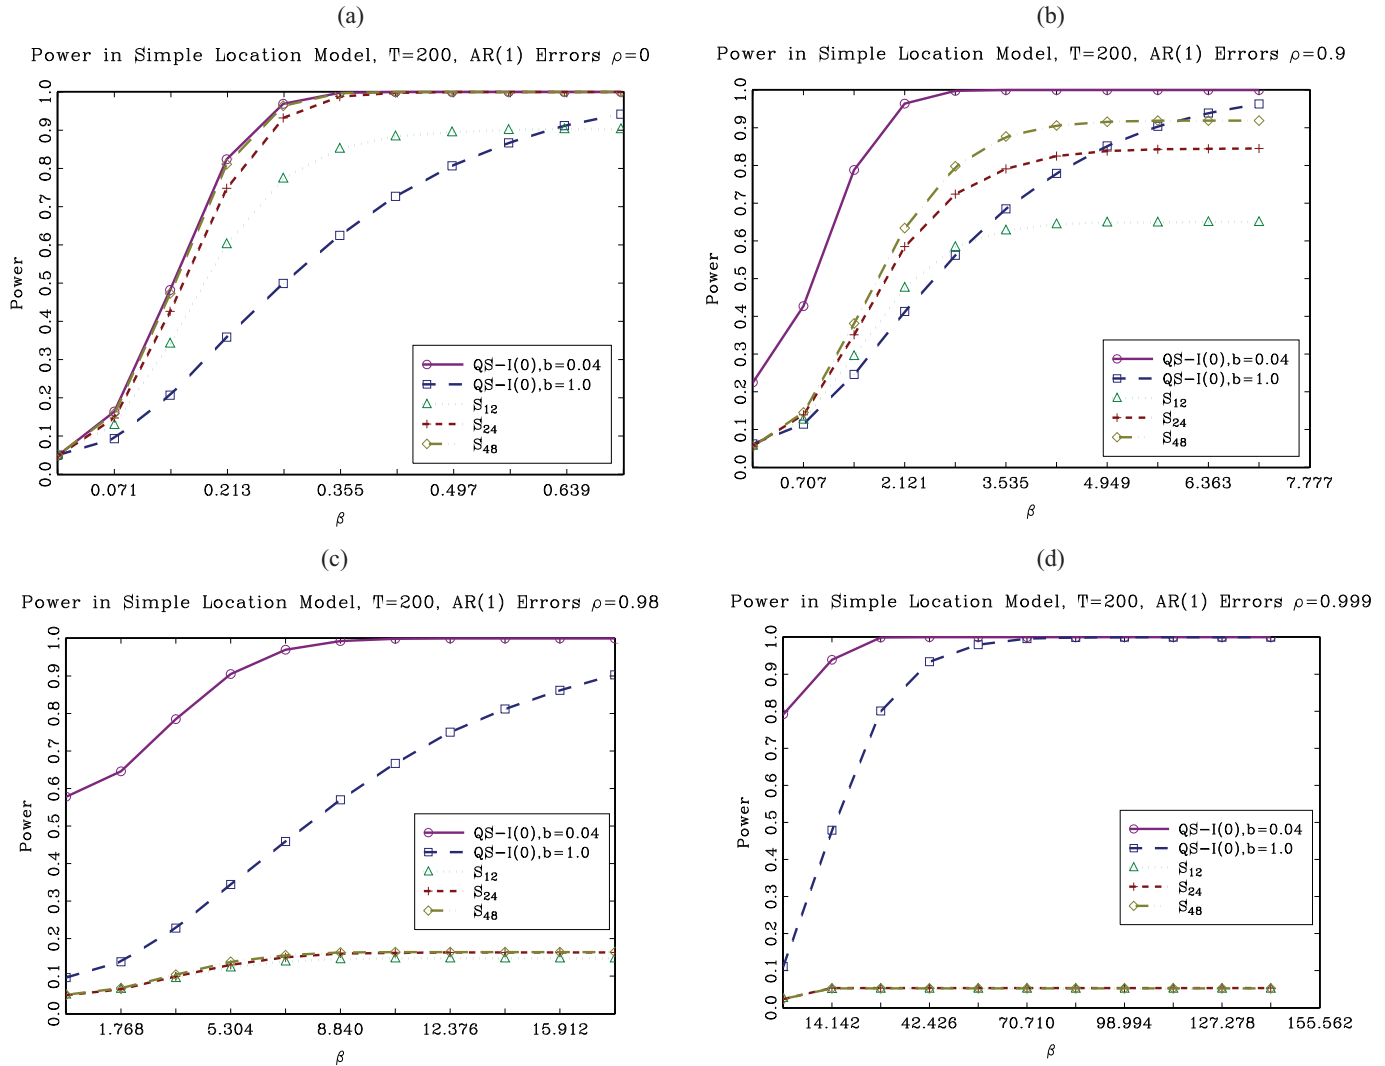 (a)
Power in Simple Location Model, T=200, AR(1) Errors ρ=0
Power
1.0
0.9
0.8
0.7
0.6
0.5
0.4
0.3
0.2
0.1
0.0
0.071 0.213 0.355 0.497 0.639
β
QS-I(0),b=0.04
QS-I(0),b=1.0
S12
S24
S48
(b)
Power in Simple Location Model, T=200, AR(1) Errors ρ=0.9
Power
1.0
0.9
0.8
0.7
0.6
0.5
0.4
0.3
0.2
0.1
0.0
0.707 2.121 3.535 4.949 6.363 7.777
β
QS-I(0),b=0.04
QS-I(0),b=1.0
S12
S24
S48
(c)
Power in Simple Location Model, T=200, AR(1) Errors ρ=0.98
Power
1.0
0.9
0.8
0.7
0.6
0.5
0.4
0.3
0.2
0.1
0.0
1.768 5.304 8.840 12.376 15.912
β
QS-I(0),b=0.04
QS-I(0),b=1.0
S12
S24
S48
(d)
Power in Simple Location Model, T=200, AR(1) Errors ρ=0.999
Power
1.0
0.9
0.8
0.7
0.6
0.5
0.4
0.3
0.2
0.1
0.0
14.142 42.426 70.710 98.994 127.278 155.562
β
QS-I(0),b=0.04
QS-I(0),b=1.0
S12
S24
S48